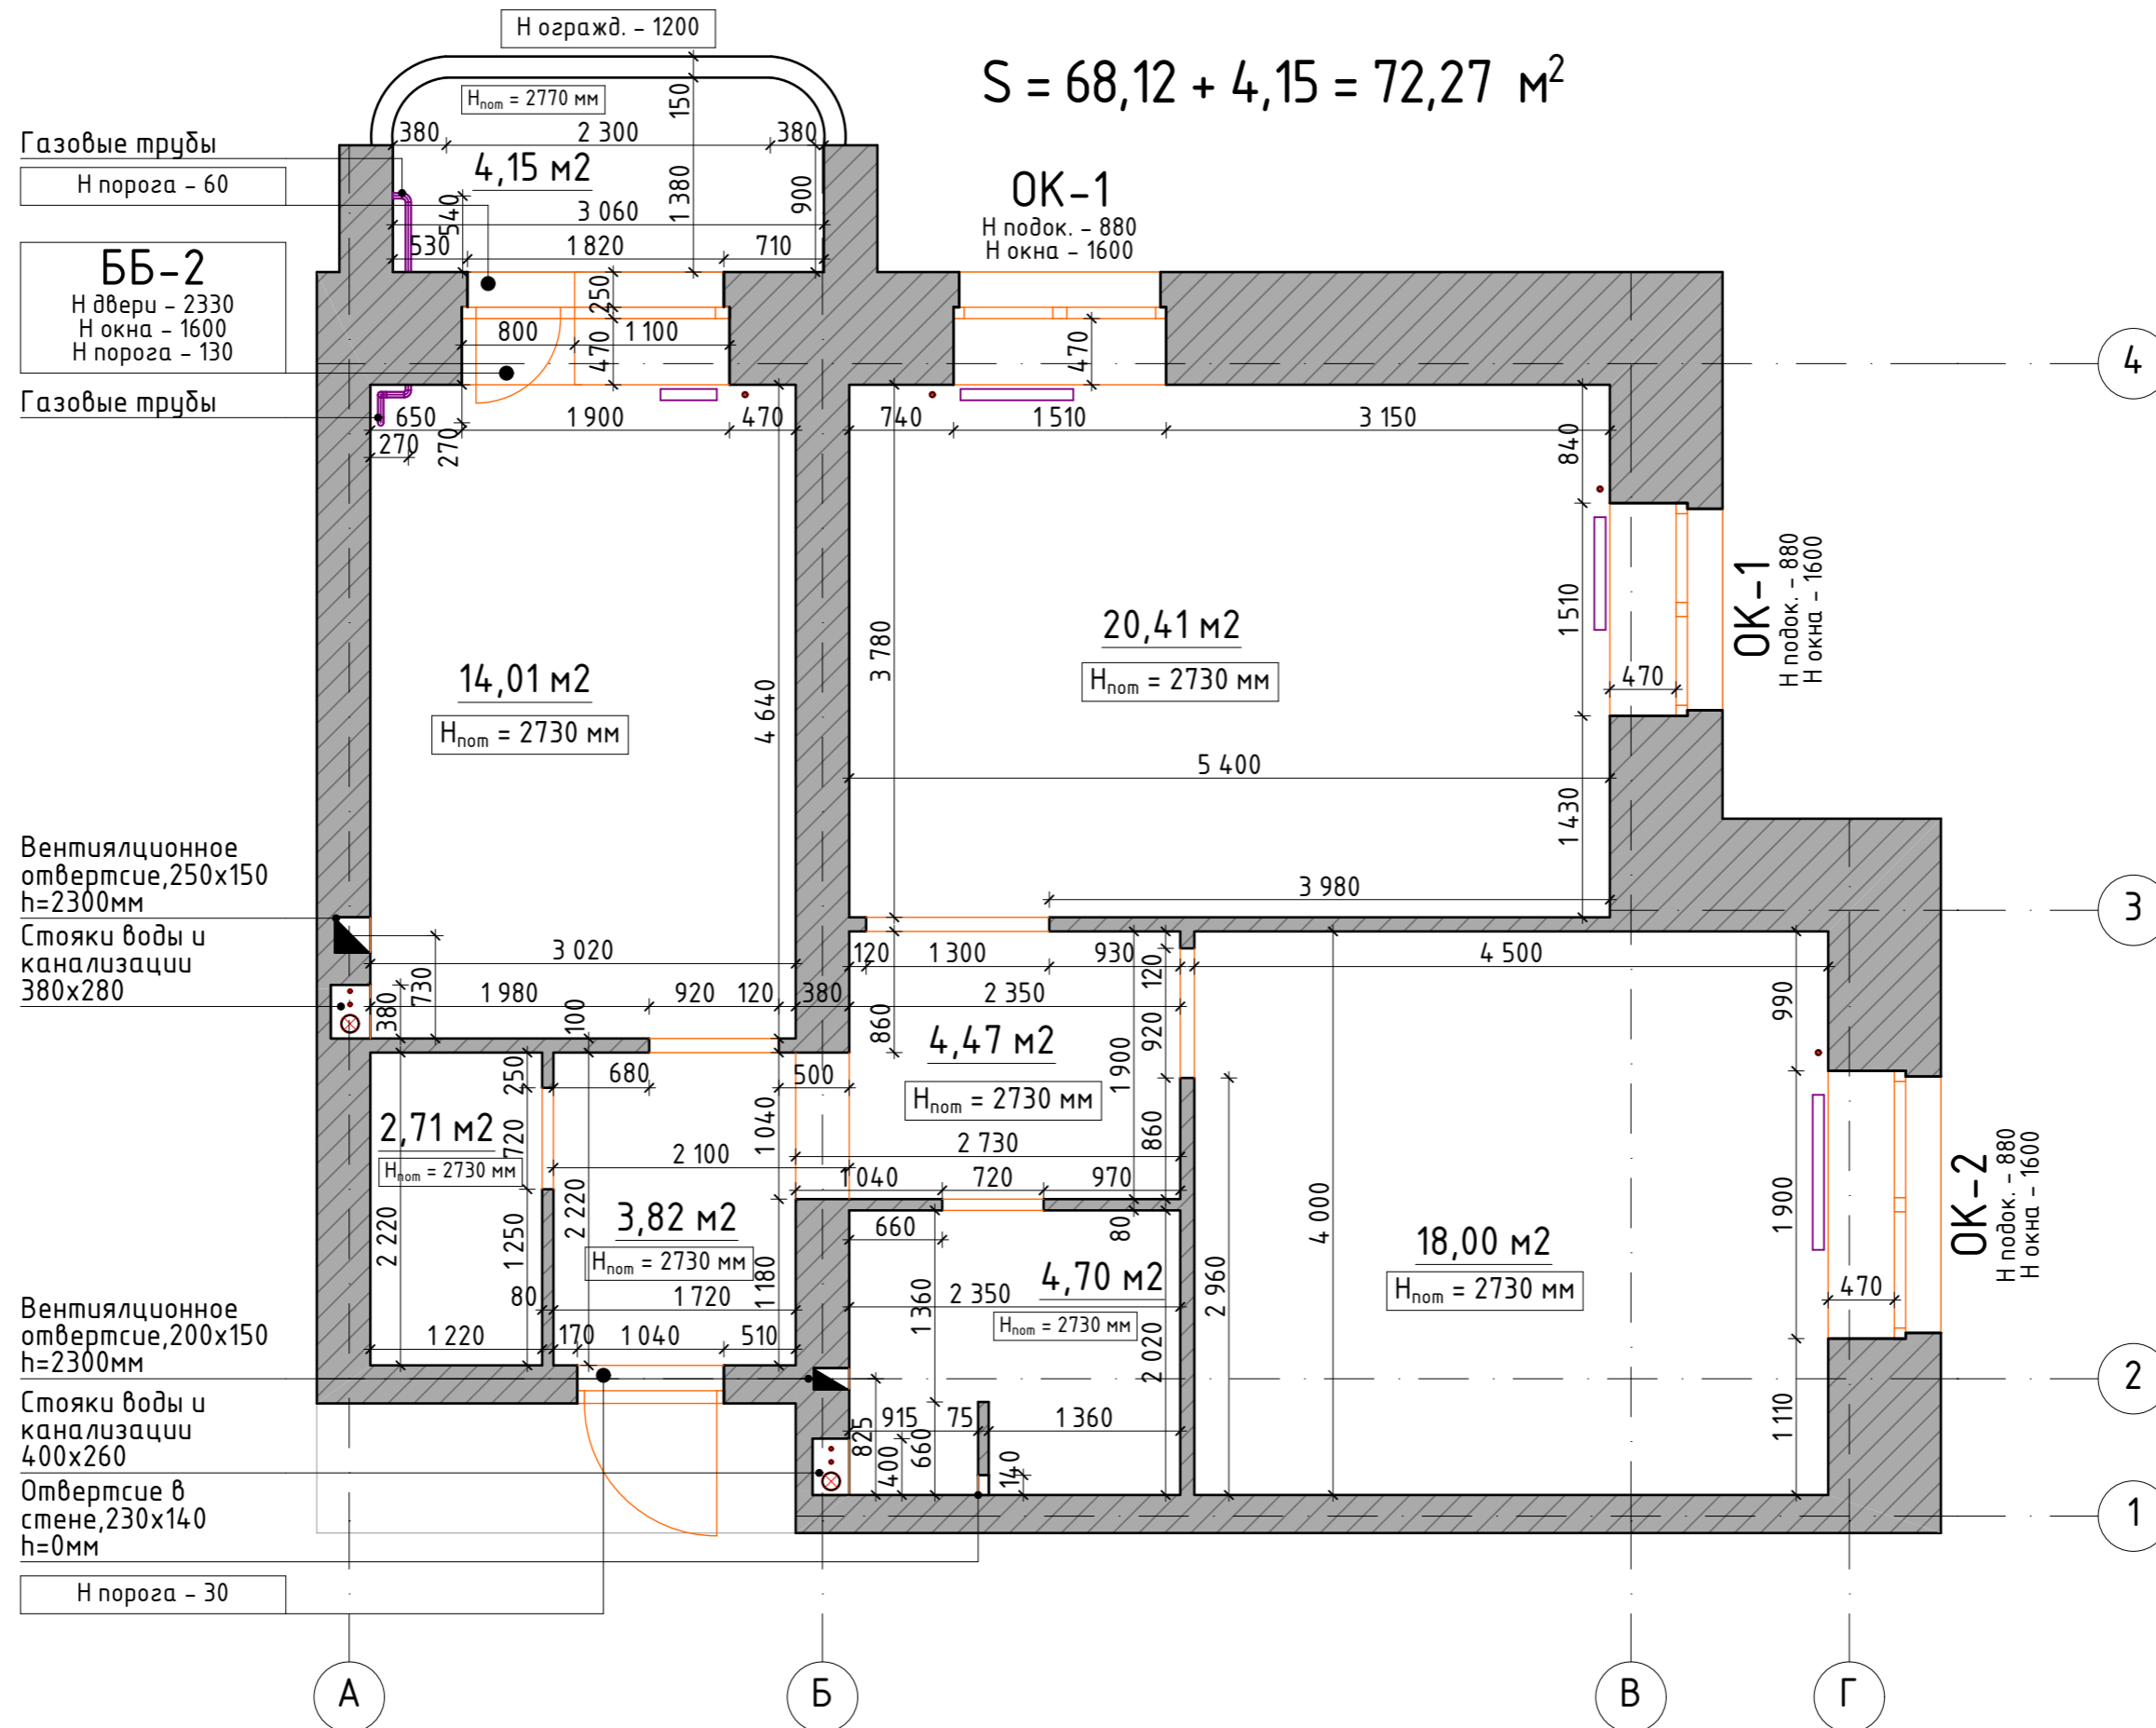 Н огражд. – 1200
S = 68,12 + 4,15 = 72,27 м²
Hпот = 2770 мм
150
380
2 300
380
Газовые трубы
Н порога – 60
4,15 м2
1 380
900
540
3 060
530
1 820
710
ОК-1
Н подок. – 880
Н окна – 1600
ББ-2
Н двери – 2330
Н окна – 1600
Н порога – 130
250
800
1 100
470
470
4
Газовые трубы
650
1 900
470
740
1 510
3 150
270
270
840
ОК-1
Н подок. – 880
Н окна – 1600
1 510
470
3 780
20,41 м2
Hпот = 2730 мм
14,01 м2
Hпот = 2730 мм
4 640
5 400
1 430
Вентиялционное
отвертсие,250х150
h=2300мм
3 980
3
Стояки воды и
канализации
380х280
3 020
730
120
1 300
930
120
4 500
1 980
920
120
380
2 350
380
100
860
920
990
4,47 м2
Hпот = 2730 мм
1 900
250
680
500
2,71 м2
Hпот = 2730 мм
720
1 040
860
2 100
2 730
1 040
720
970
ОК-2
Н подок. – 880
Н окна – 1600
2 220
1 250
2 220
3,82 м2
Hпот = 2730 мм
1 180
660
80
4 000
1 900
4,70 м2
18,00 м2
Hпот = 2730 мм
80
1 720
1 360
2 350
2 960
470
Hпот = 2730 мм
Вентиялционное
отвертсие,200х150
h=2300мм
1 220
170
1 040
510
2 020
2
Стояки воды и
канализации
400х260
825
915
75
1 360
1 110
400
660
140
Отвертсие в
стене,230х140
h=0мм
1
Н порога – 30
А
Б
В
Г